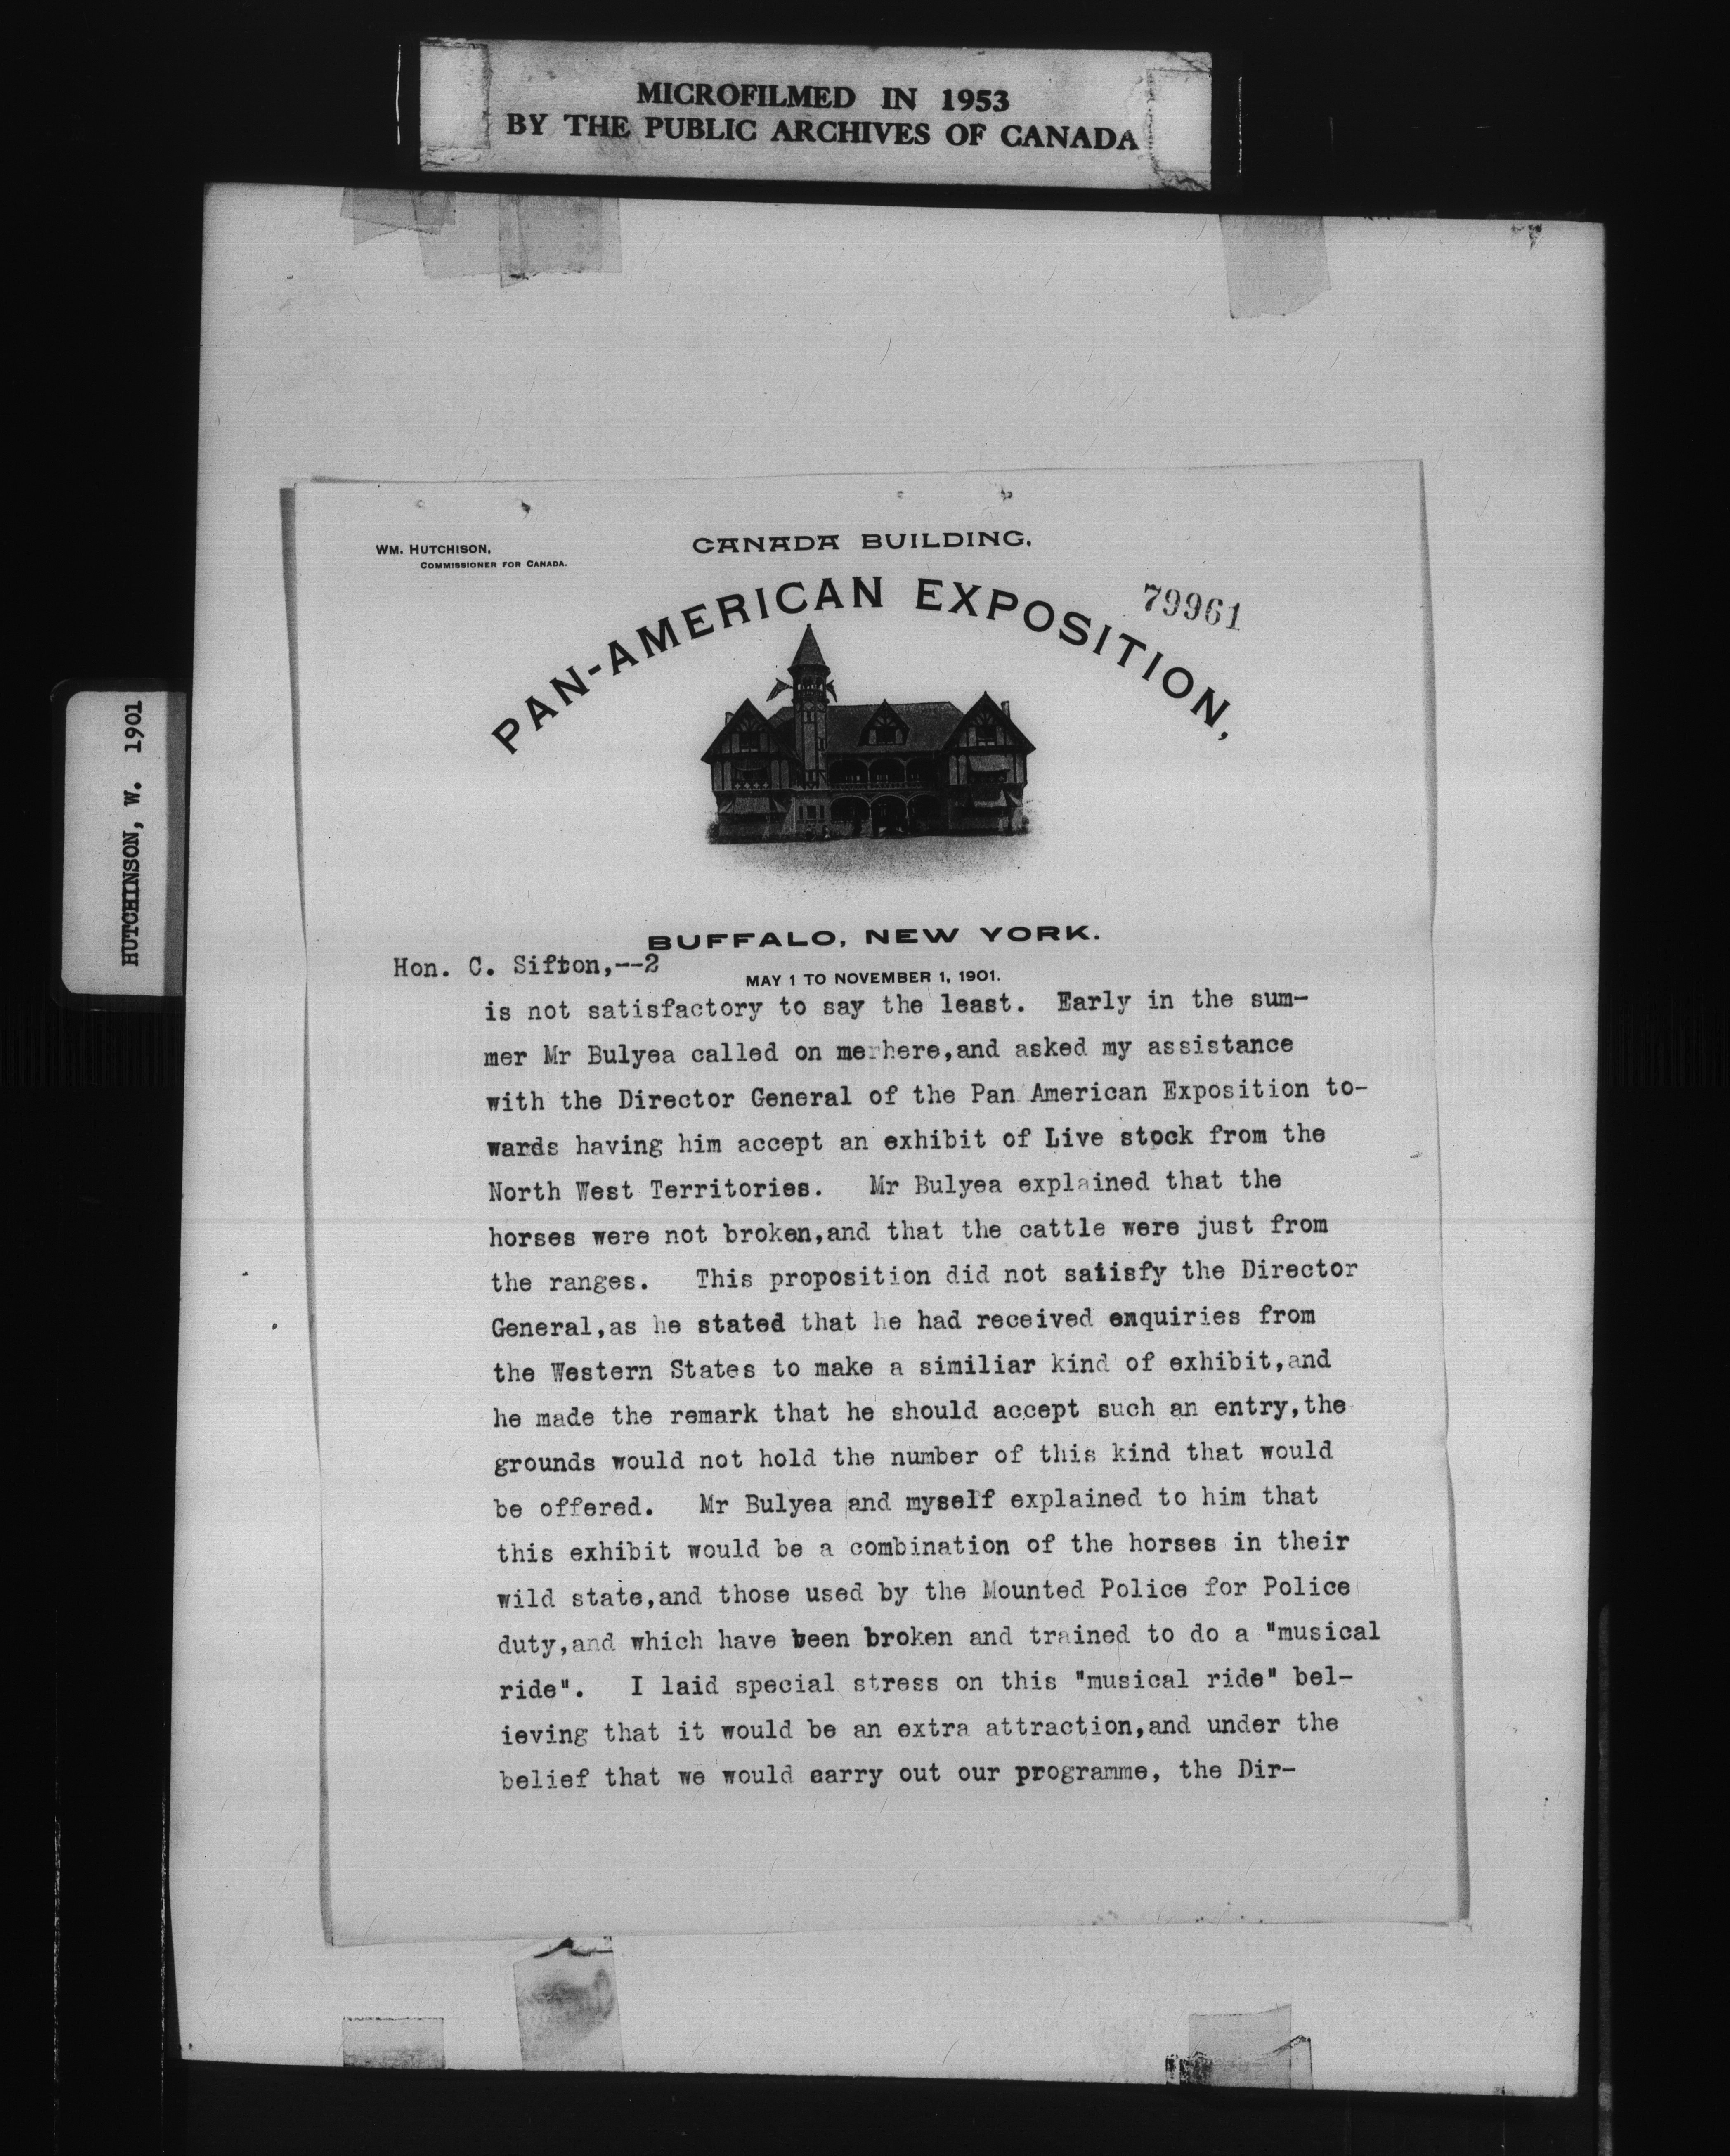 MICROFILMED IN 1953
BY THE PUBLIC ARCHIVES OF CANADA
HUTCHINSON, W. 1901
WM. HUTCHISON,
COMMISSIONER FOR CANADA.
CANADA BUILDING,
PAN-AMERICAN EXPOSITION,
79961
BUFFALO, NEW YORK.
Hon. C. Sifton,--2
MAY 1 TO NOVEMBER 1, 1901.
is not satisfactory to say the least. Early in the sum-
mer Mr Bulyea called on merhere,and asked my assistance
with the Director General of the Pan American Exposition to-
wards having him accept an exhibit of Live stock from the
North West Territories. Mr Bulyea explained that the
horses were not broken,and that the cattle were just from
the ranges. This proposition did not satisfy the Director
General,as he stated that he had received enquiries from
the Western States to make a similiar kind of exhibit,and
he made the remark that he should accept such an entry,the
grounds would not hold the number of this kind that would
be offered. Mr Bulyea and myself explained to him that
this exhibit would be a combination of the horses in their
wild state,and those used by the Mounted Police for Police
duty,and which have been broken and trained to do a "musical
ride". I laid special stress on this "musical ride" bel-
ieving that it would be an extra attraction,and under the
belief that we would carry out our programme, the Dir-